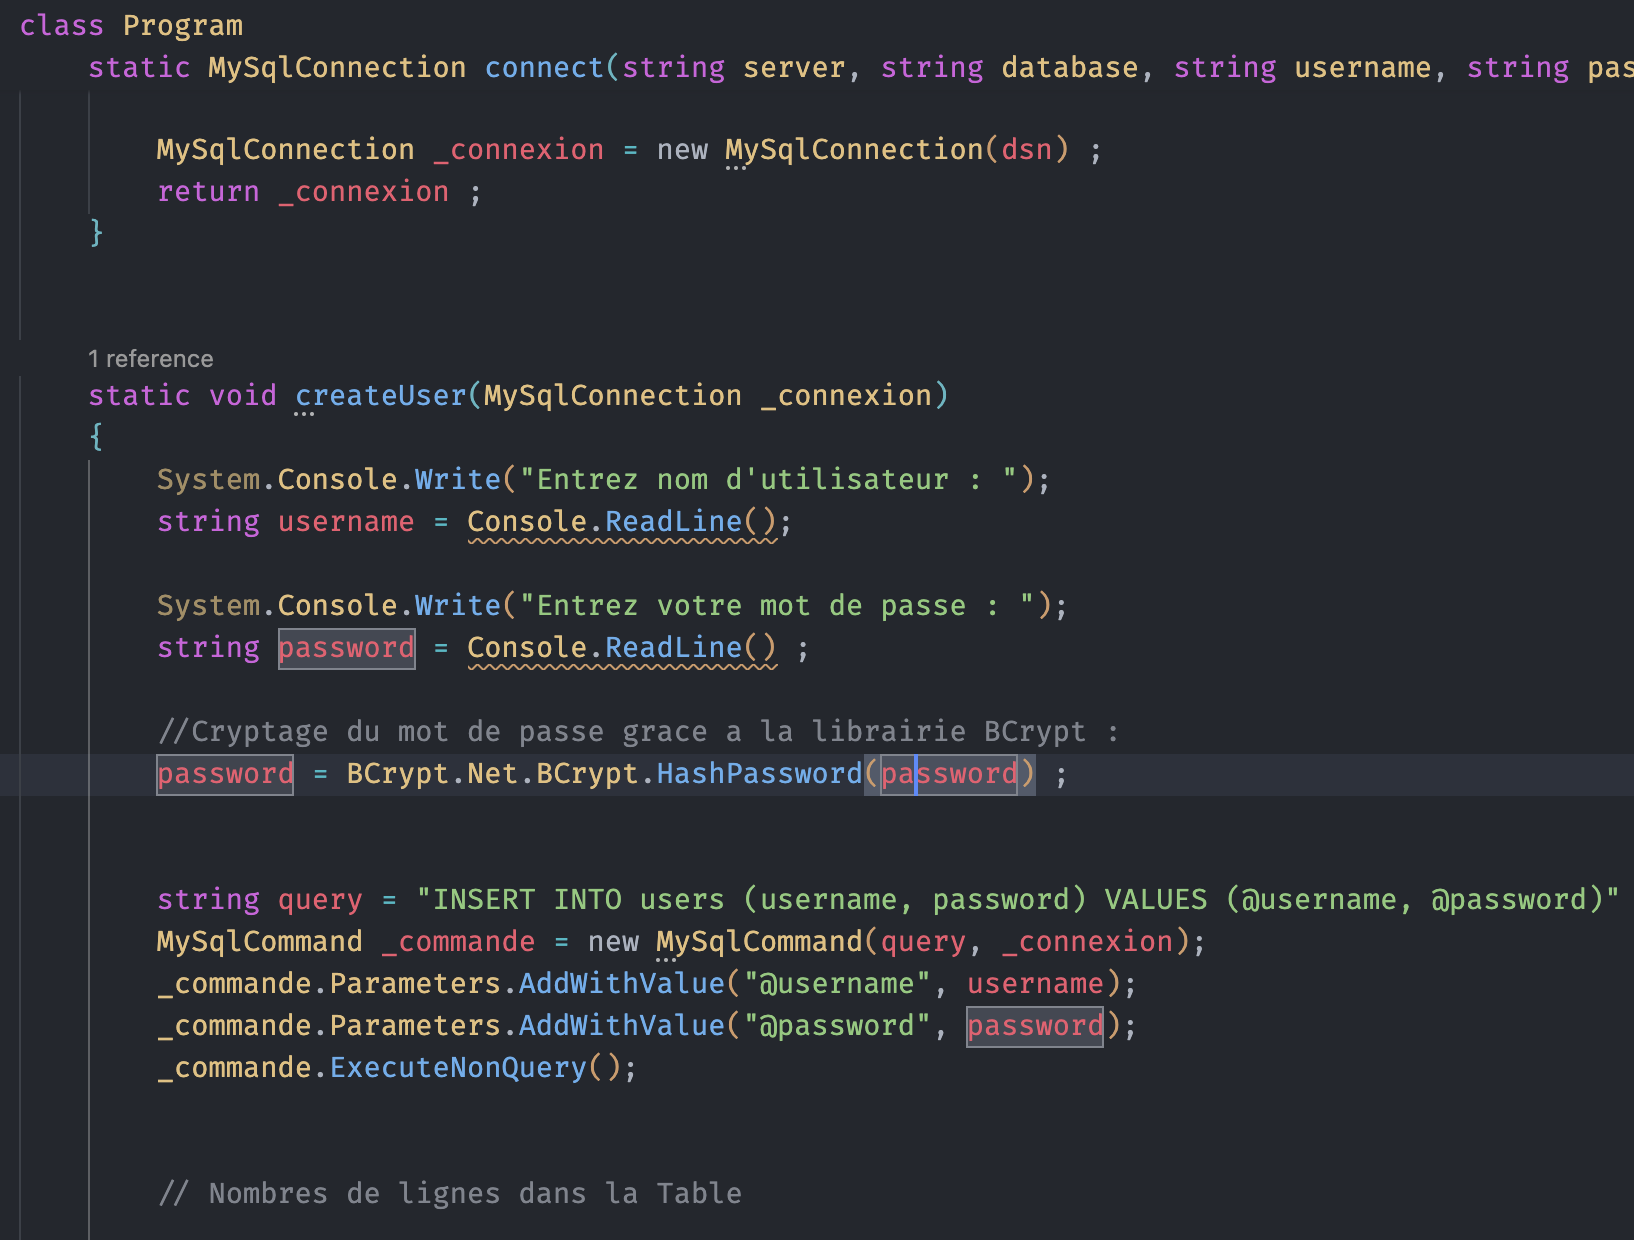 class Program
static MySqlConnection connect(string server, string database, string username, string pas
MySqlConnection _connexion = new MySqlConnection(dsn) ;
return _connexion ;
}
1 reference
static void createUser(MySqlConnection _connexion)
{
System.Console.Write("Entrez nom d'utilisateur : ");
string username = Console.ReadLine();
System.Console.Write("Entrez votre mot de passe : ");
string password = Console.ReadLine() ;
//Cryptage du mot de passe grace a la librairie BCrypt :
password = BCrypt.Net.BCrypt.HashPassword(password) ;
string query = "INSERT INTO users (username, password) VALUES (@username, @password)"
MySqlCommand _commande = new MySqlCommand(query, _connexion);
_commande.Parameters.AddWithValue("@username", username);
_commande.Parameters.AddWithValue("@password", password);
_commande.ExecuteNonQuery();
// Nombres de lignes dans la Table